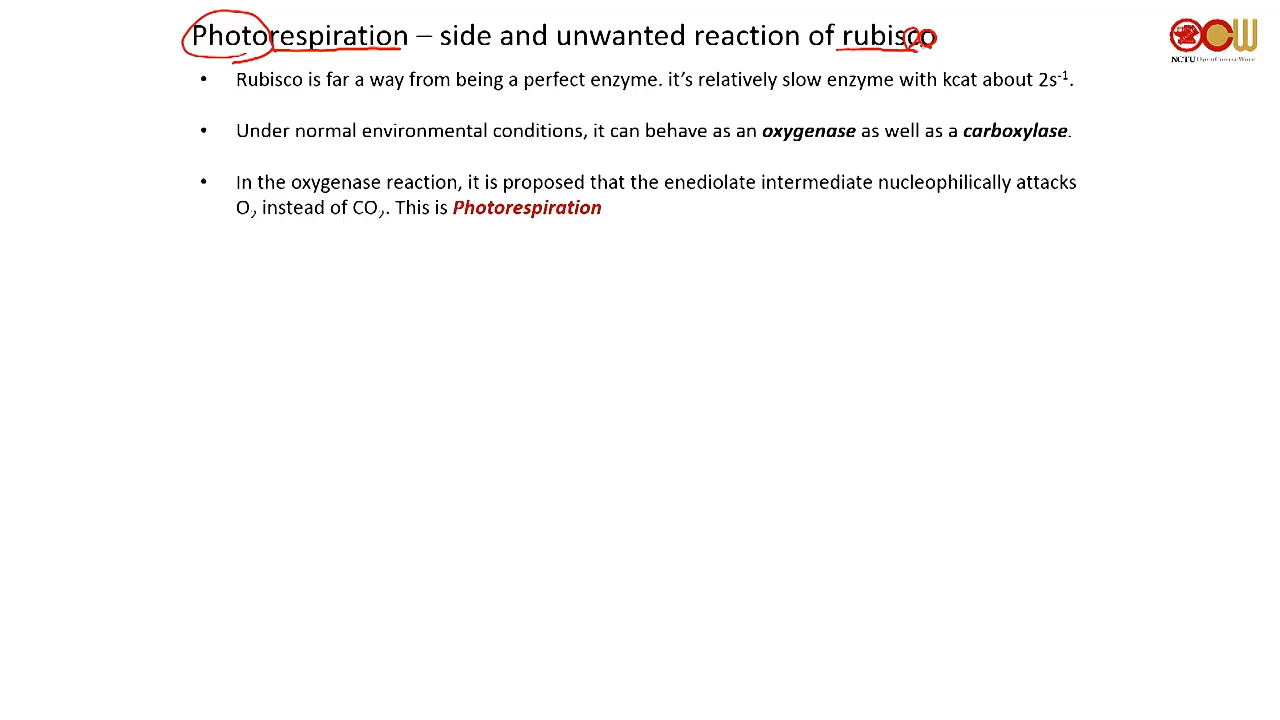 Photorespiration – side and unwanted reaction of rubisco
• Rubisco is far a way from being a perfect enzyme. it's relatively slow enzyme with kcat about 2s⁻¹.
• Under normal environmental conditions, it can behave as an oxygenase as well as a carboxylase.
• In the oxygenase reaction, it is proposed that the enediolate intermediate nucleophilically attacks
O₂ instead of CO₂. This is Photorespiration
OCW
NCTU OpenCourseWare